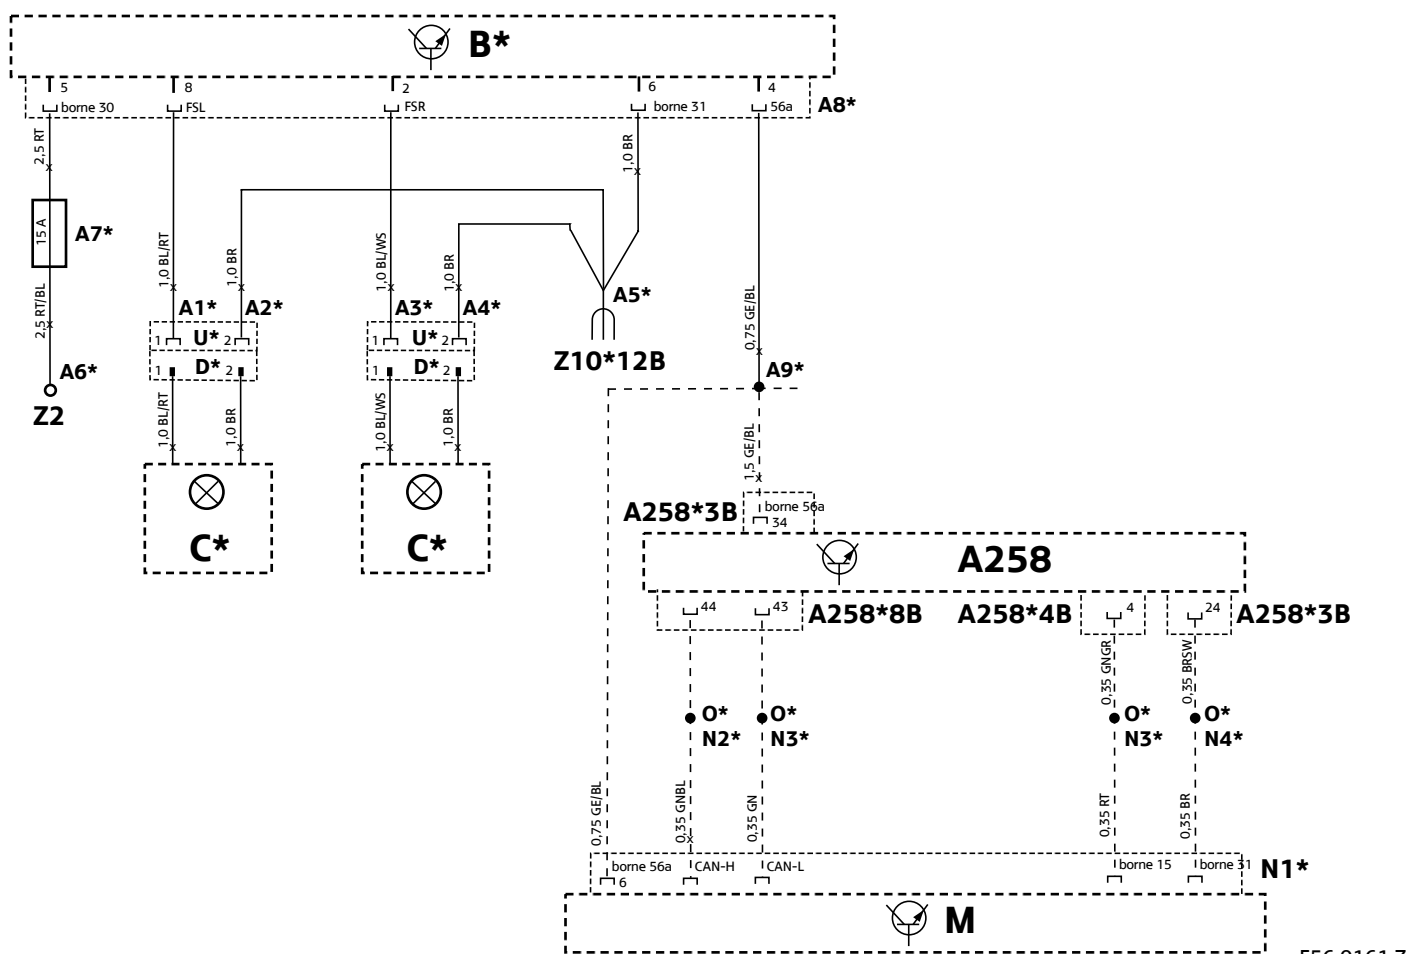 B*
5
8
2
6
4
borne 30
FSL
FSR
borne 31
56a
A8*
2,5 RT
1,0 BR
15 A
A7*
1,0 BL/RT
1,0 BR
1,0 BL/WS
1,0 BR
2,5 RT/BL
0,75 GE/BL
A1*
A2*
A3*
A4*
A5*
1
U*
2
1
U*
2
Z10*12B
1
D*
2
1
D*
2
A6*
A9*
Z2
1,0 BL/RT
1,0 BR
1,0 BL/WS
1,0 BR
1,5 GE/BL
C*
C*
A258*3B
borne 56a
34
A258
44
43
A258*8B
A258*4B
4
24
A258*3B
0,35 GNGR
0,35 BRSW
O*
N2*
O*
N3*
O*
N3*
O*
N4*
0,75 GE/BL
0,35 GNBL
0,35 GN
0,35 RT
0,35 BR
borne 56a
6
CAN-H
CAN-L
borne 15
borne 31
N1*
M